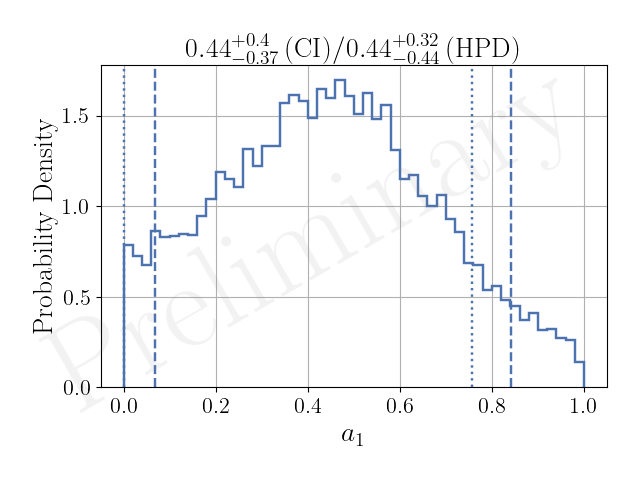 0.44^{+0.4}_{-0.37} (CI)/0.44^{+0.32}_{-0.44} (HPD)
Probability Density
1.5
1.0
0.5
0.0
0.0 0.2 0.4 0.6 0.8 1.0
a_1
Preliminary